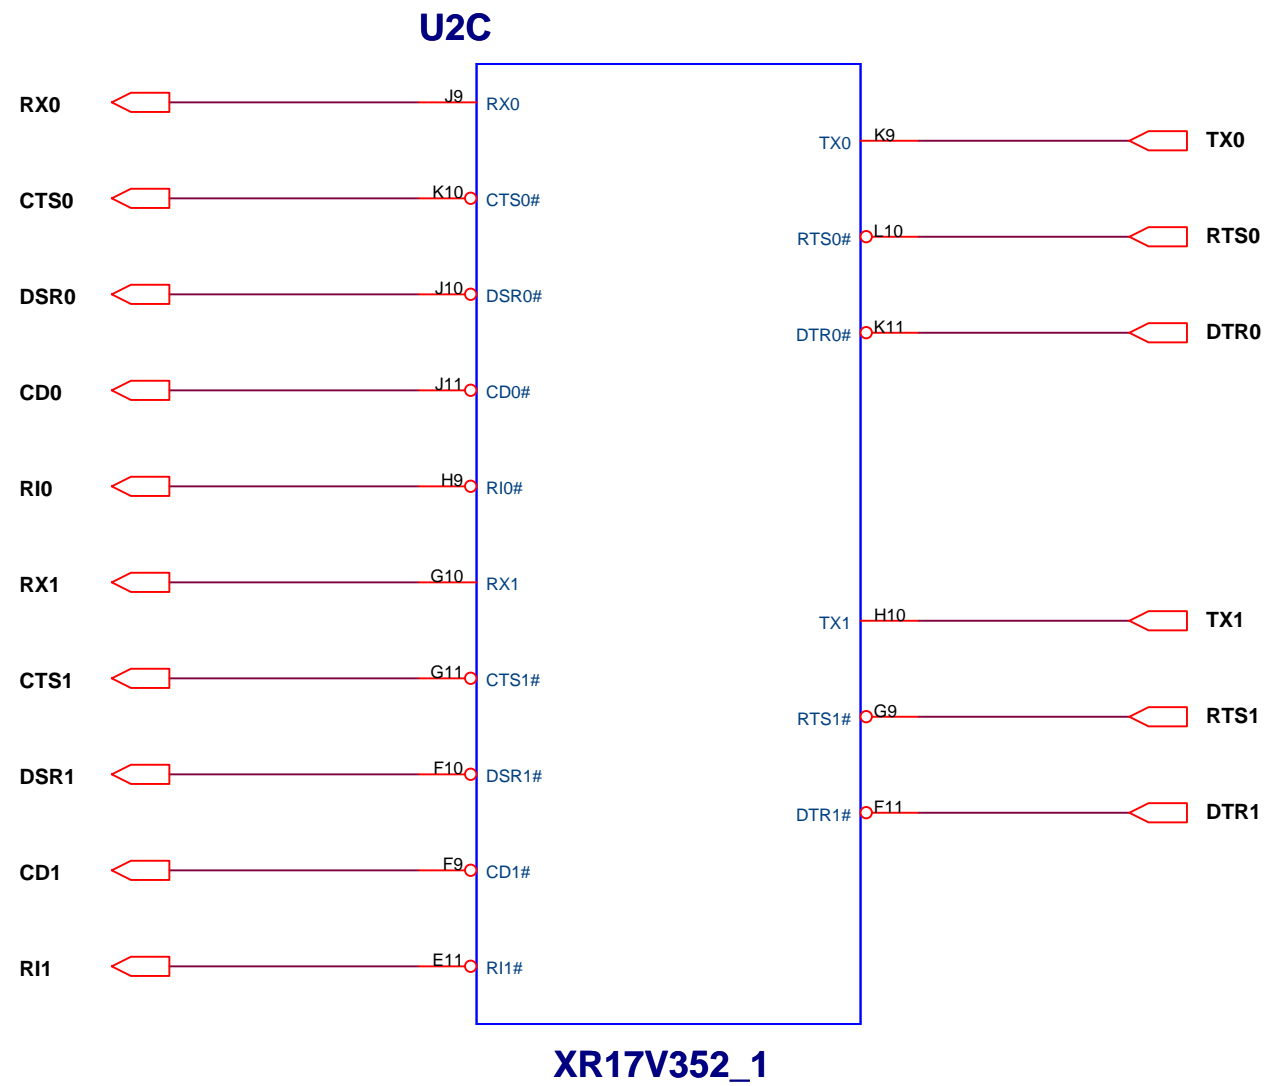 U2C
RX0 J9 RX0
TX0 K9 TX0
CTS0 K10 CTS0#
RTS0# L10 RTS0
DSR0 J10 DSR0#
DTR0# K11 DTR0
CD0 J11 CD0#
RI0 H9 RI0#
RX1 G10 RX1
TX1 H10 TX1
CTS1 G11 CTS1#
RTS1# G9 RTS1
DSR1 F10 DSR1#
DTR1# F11 DTR1
CD1 F9 CD1#
RI1 E11 RI1#
XR17V352_1